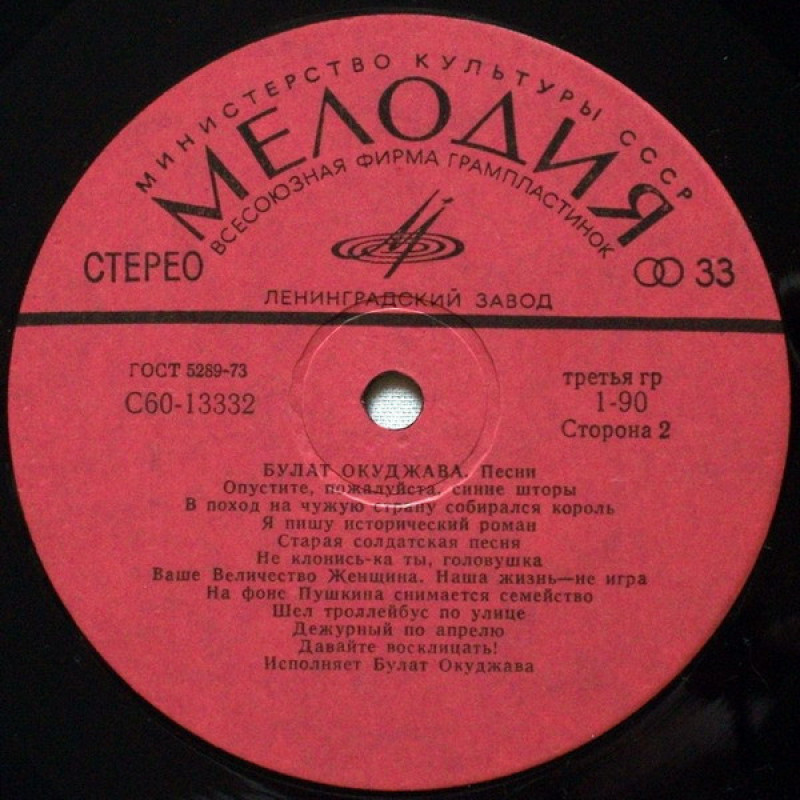 МИНИСТЕРСТВО КУЛЬТУРЫ СССР
МЕЛОДИЯ
ВСЕСОЮЗНАЯ ФИРМА ГРАМПЛАСТИНОК
СТЕРЕО
33
ЛЕНИНГРАДСКИЙ ЗАВОД
ГОСТ 5289-73
третья гр
С60-13332
1-90
Сторона 2
БУЛАТ ОКУДЖАВА. Песни
Опустите, пожалуйста, синие шторы
В поход на чужую страну собирался король
Я пишу исторический роман
Старая солдатская песня
Не клонись-ка ты, головушка
Ваше Величество Женщина. Наша жизнь—не игра
На фоне Пушкина снимается семейство
Шел троллейбус по улице
Дежурный по апрелю
Давайте восклицать!
Исполняет Булат Окуджава